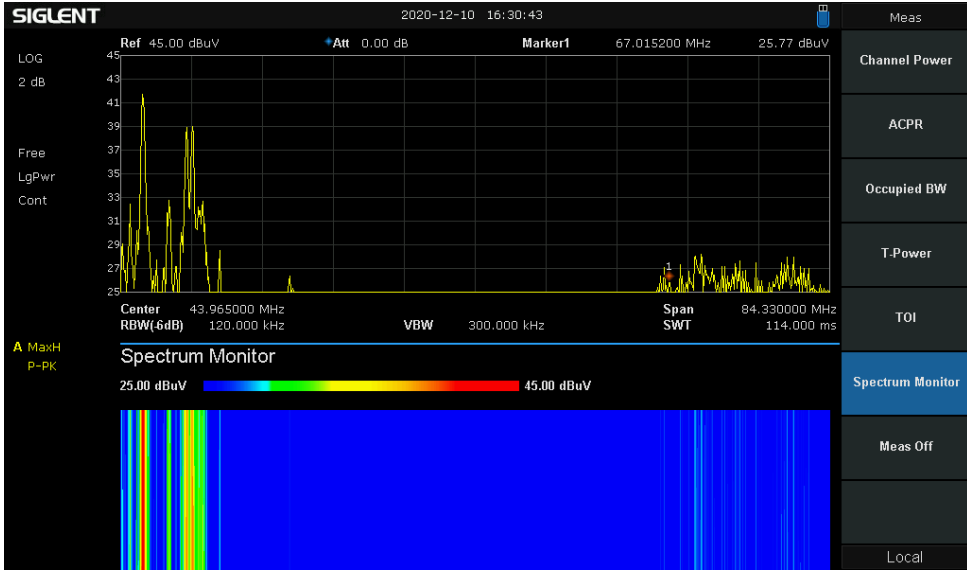 SIGLENT 2020-12-10 16:30:43 Meas
Ref 45.00 dBuV Att 0.00 dB Marker1 67.015200 MHz 25.77 dBuV
LOG
2 dB
Free
LgPwr
Cont
A MaxH
P-PK
45
43
41
39
37
35
33
31
29
27
25
1
Center 43.965000 MHz Span 84.330000 MHz
RBW(-6dB) 120.000 kHz VBW 300.000 kHz SWT 114.000 ms
Spectrum Monitor
25.00 dBuV 45.00 dBuV
Channel Power
ACPR
Occupied BW
T-Power
TOI
Spectrum Monitor
Meas Off
Local